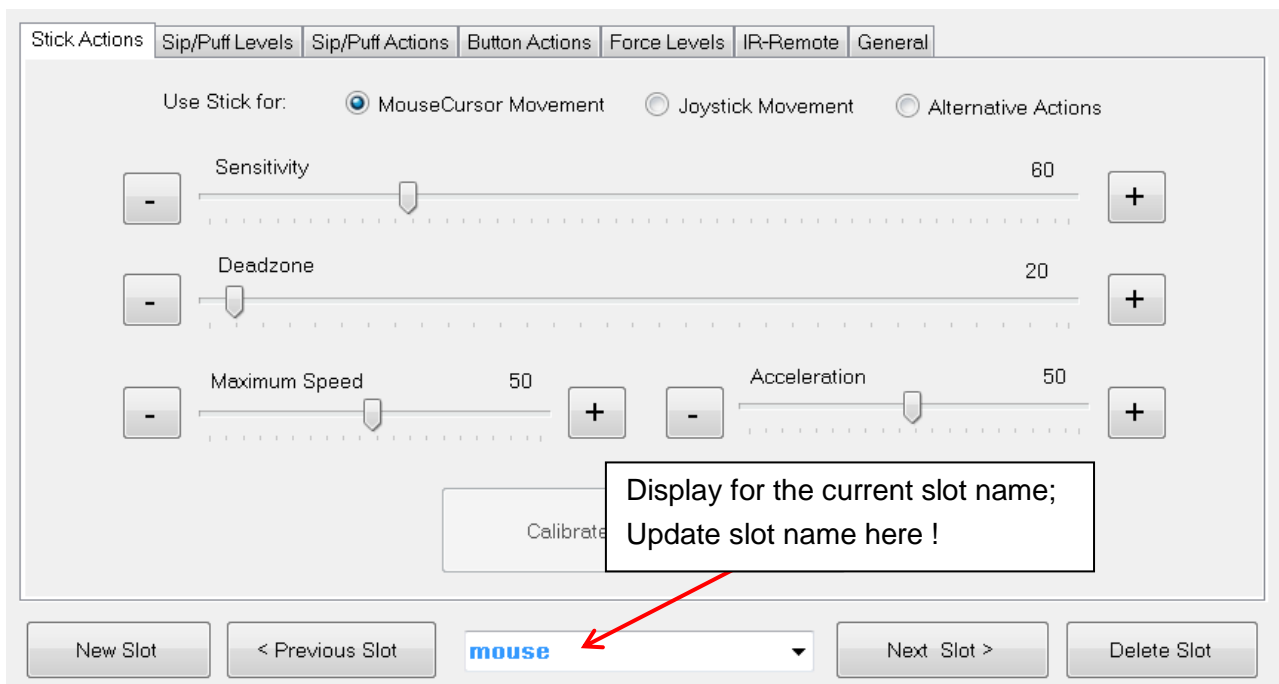 Stick Actions Sip/Puff Levels Sip/Puff Actions Button Actions Force Levels IR-Remote General
Use Stick for: MouseCursor Movement Joystick Movement Alternative Actions
Sensitivity 60
- +
Deadzone 20
- +
Maximum Speed 50 Acceleration 50
- + - +
Display for the current slot name;
Update slot name here !
Calibrate
New Slot < Previous Slot mouse Next Slot > Delete Slot